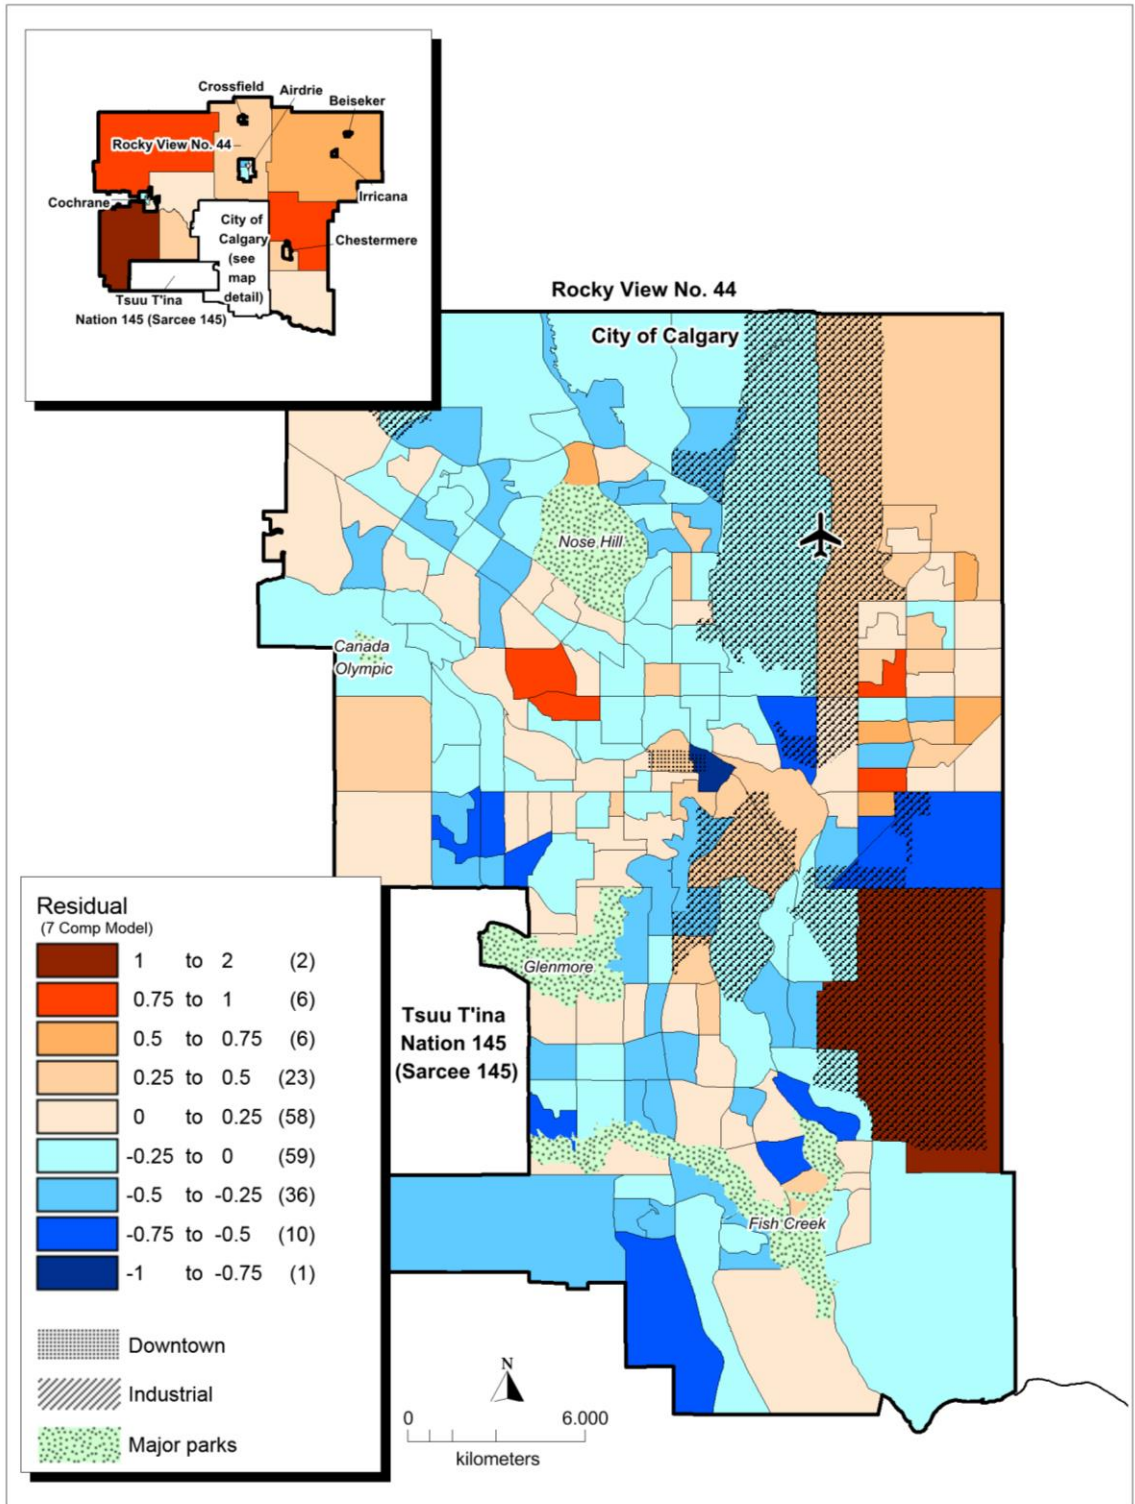 Crossfield
Airdrie
Beiseker
Rocky View No. 44
Irricana
Cochrane
City of
Calgary
(see
map
detail)
Chestermere
Tsuu T'ina
Nation 145 (Sarcee 145)
Rocky View No. 44
City of Calgary
Nose Hill
Canada
Olympic
Glenmore
Tsuu T'ina
Nation 145
(Sarcee 145)
Fish Creek
Residual
(7 Comp Model)
1 to 2 (2)
0.75 to 1 (6)
0.5 to 0.75 (6)
0.25 to 0.5 (23)
0 to 0.25 (58)
-0.25 to 0 (59)
-0.5 to -0.25 (36)
-0.75 to -0.5 (10)
-1 to -0.75 (1)
Downtown
Industrial
Major parks
N
0 6.000
kilometers